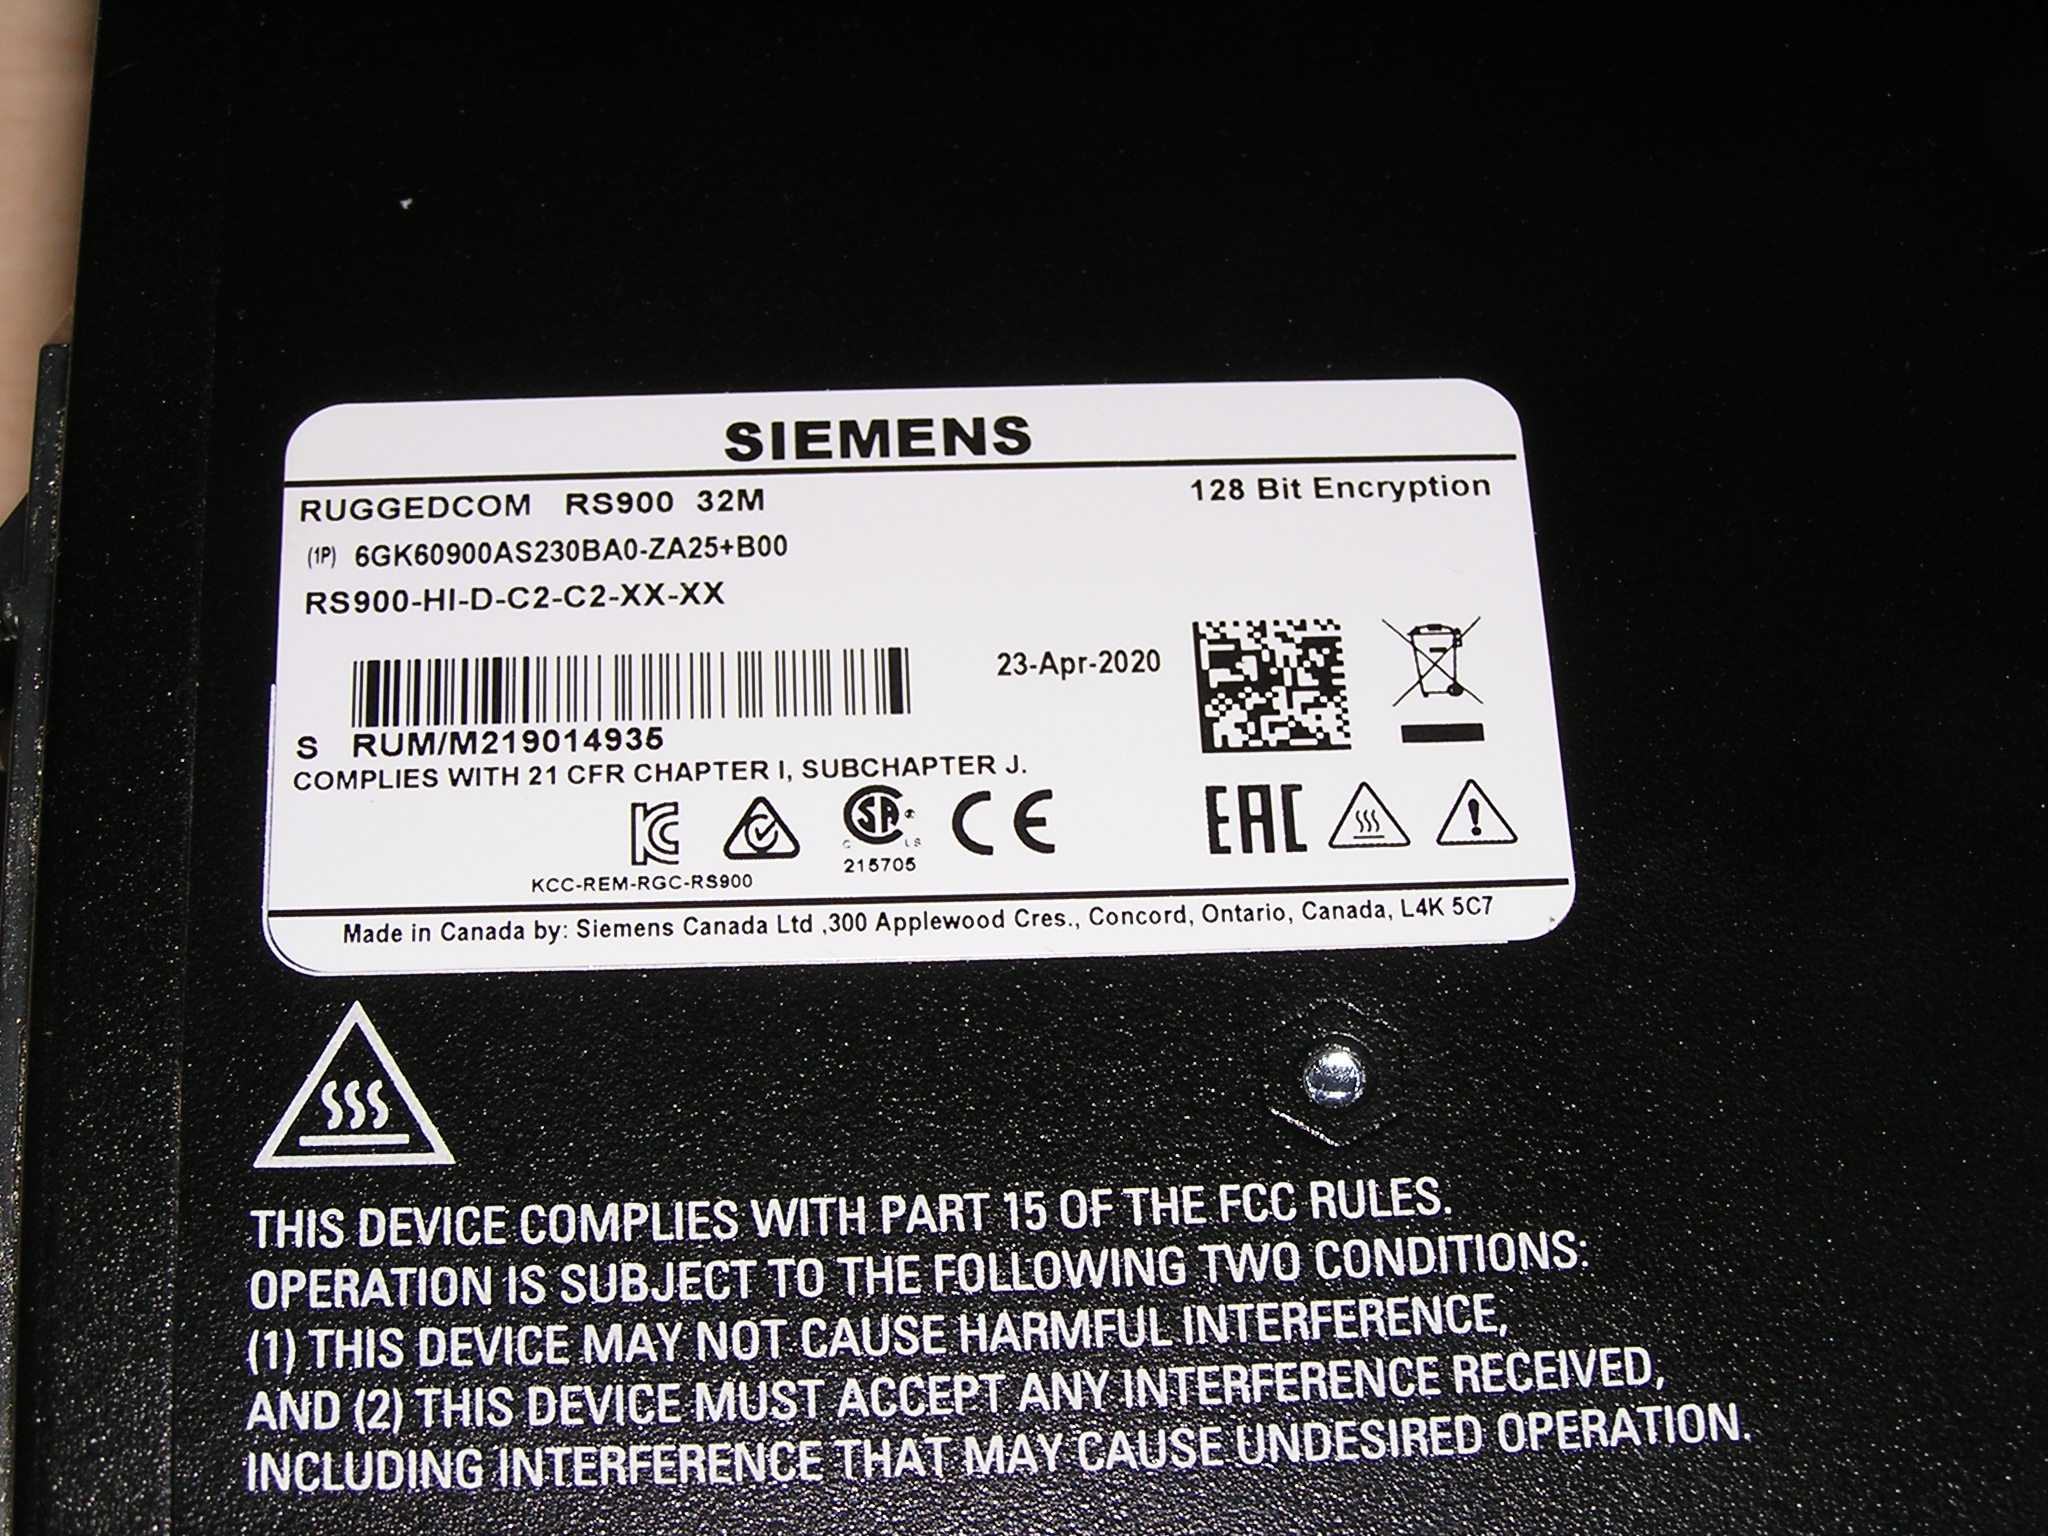 SIEMENS
RUGGEDCOM RS900 32M
128 Bit Encryption
(1P) 6GK60900AS230BA0-ZA25+B00
RS900-HI-D-C2-C2-XX-XX
23-Apr-2020
S RUM/M219014935
COMPLIES WITH 21 CFR CHAPTER I, SUBCHAPTER J.
KCC-REM-RGC-RS900
SA
215705
CE
EAC
Made in Canada by: Siemens Canada Ltd ,300 Applewood Cres., Concord, Ontario, Canada, L4K 5C7
THIS DEVICE COMPLIES WITH PART 15 OF THE FCC RULES.
OPERATION IS SUBJECT TO THE FOLLOWING TWO CONDITIONS:
(1) THIS DEVICE MAY NOT CAUSE HARMFUL INTERFERENCE,
AND (2) THIS DEVICE MUST ACCEPT ANY INTERFERENCE RECEIVED,
INCLUDING INTERFERENCE THAT MAY CAUSE UNDESIRED OPERATION.